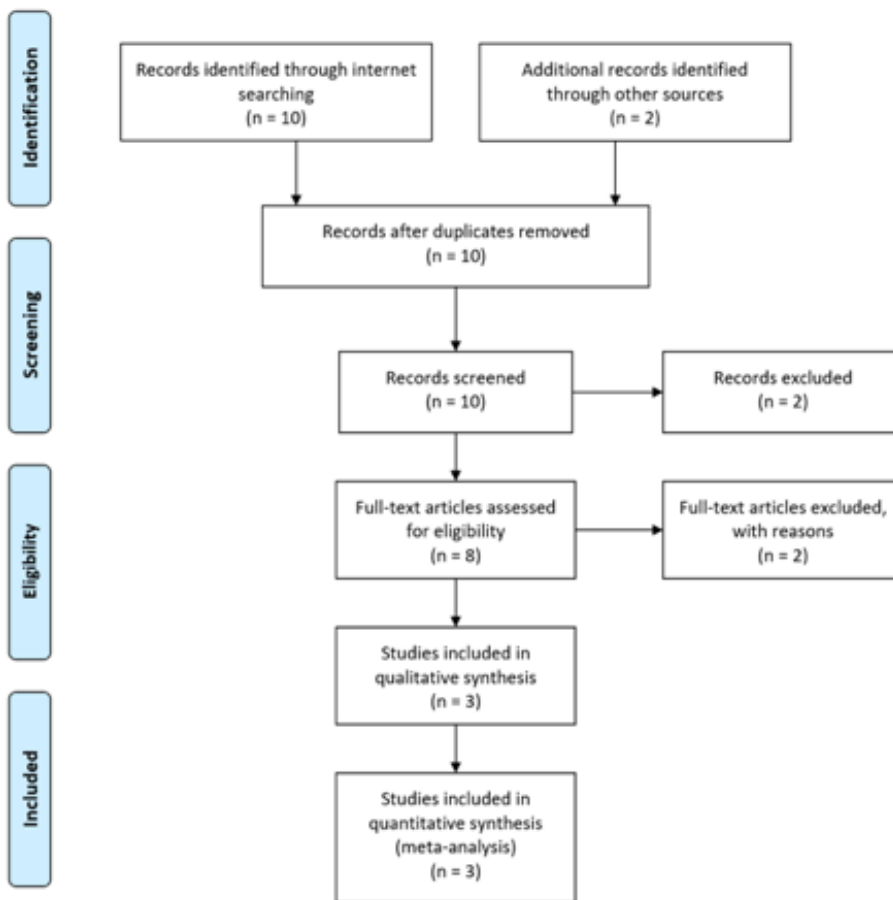 Identification
Records identified through internet
searching
(n = 10)
Additional records identified
through other sources
(n = 2)
Records after duplicates removed
(n = 10)
Screening
Records screened
(n = 10)
Records excluded
(n = 2)
Eligibility
Full-text articles assessed
for eligibility
(n = 8)
Full-text articles excluded,
with reasons
(n = 2)
Studies included in
qualitative synthesis
(n = 3)
Included
Studies included in
quantitative synthesis
(meta-analysis)
(n = 3)